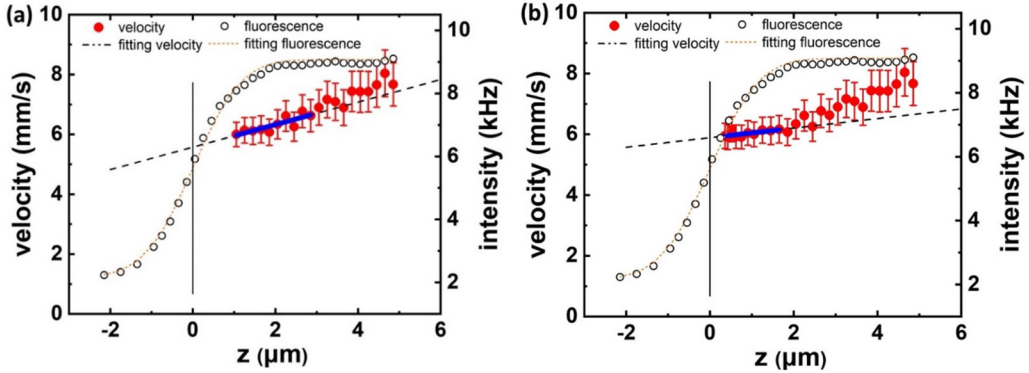 (a)
velocity
fluorescence
fitting velocity
fitting fluorescence
velocity (mm/s)
10
8
6
4
2
0
intensity (kHz)
10
8
6
4
2
-2
0
2
4
6
z (μm)
(b)
velocity
fluorescence
fitting velocity
fitting fluorescence
velocity (mm/s)
10
8
6
4
2
0
intensity (kHz)
10
8
6
4
2
-2
0
2
4
6
z (μm)